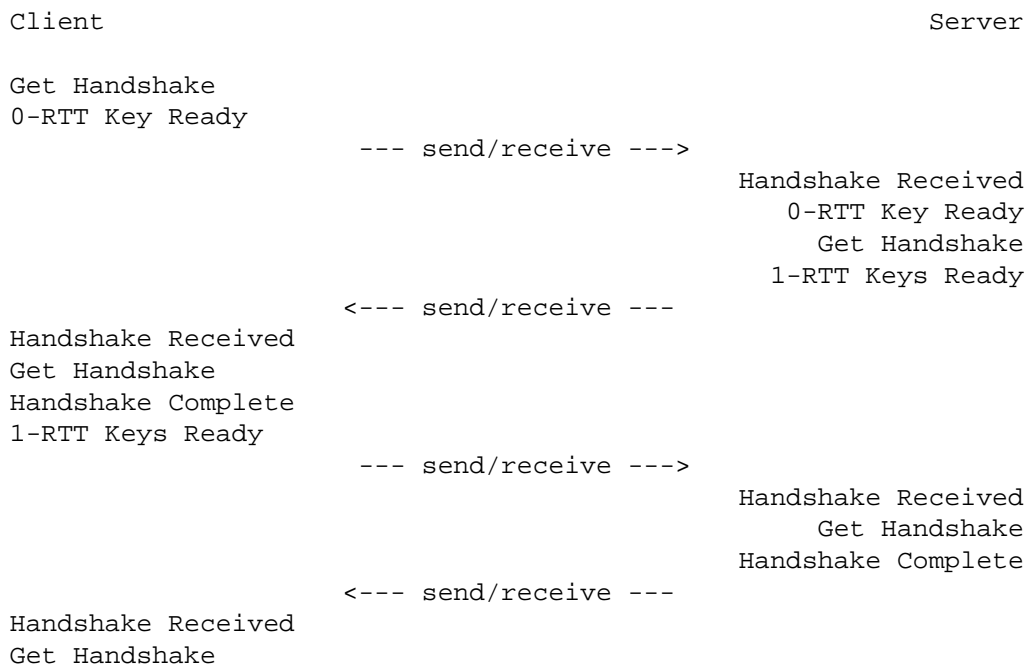 Client Server
Get Handshake
0-RTT Key Ready
--- send/receive --->
Handshake Received
0-RTT Key Ready
Get Handshake
1-RTT Keys Ready
<--- send/receive ---
Handshake Received
Get Handshake
Handshake Complete
1-RTT Keys Ready
--- send/receive --->
Handshake Received
Get Handshake
Handshake Complete
<--- send/receive ---
Handshake Received
Get Handshake